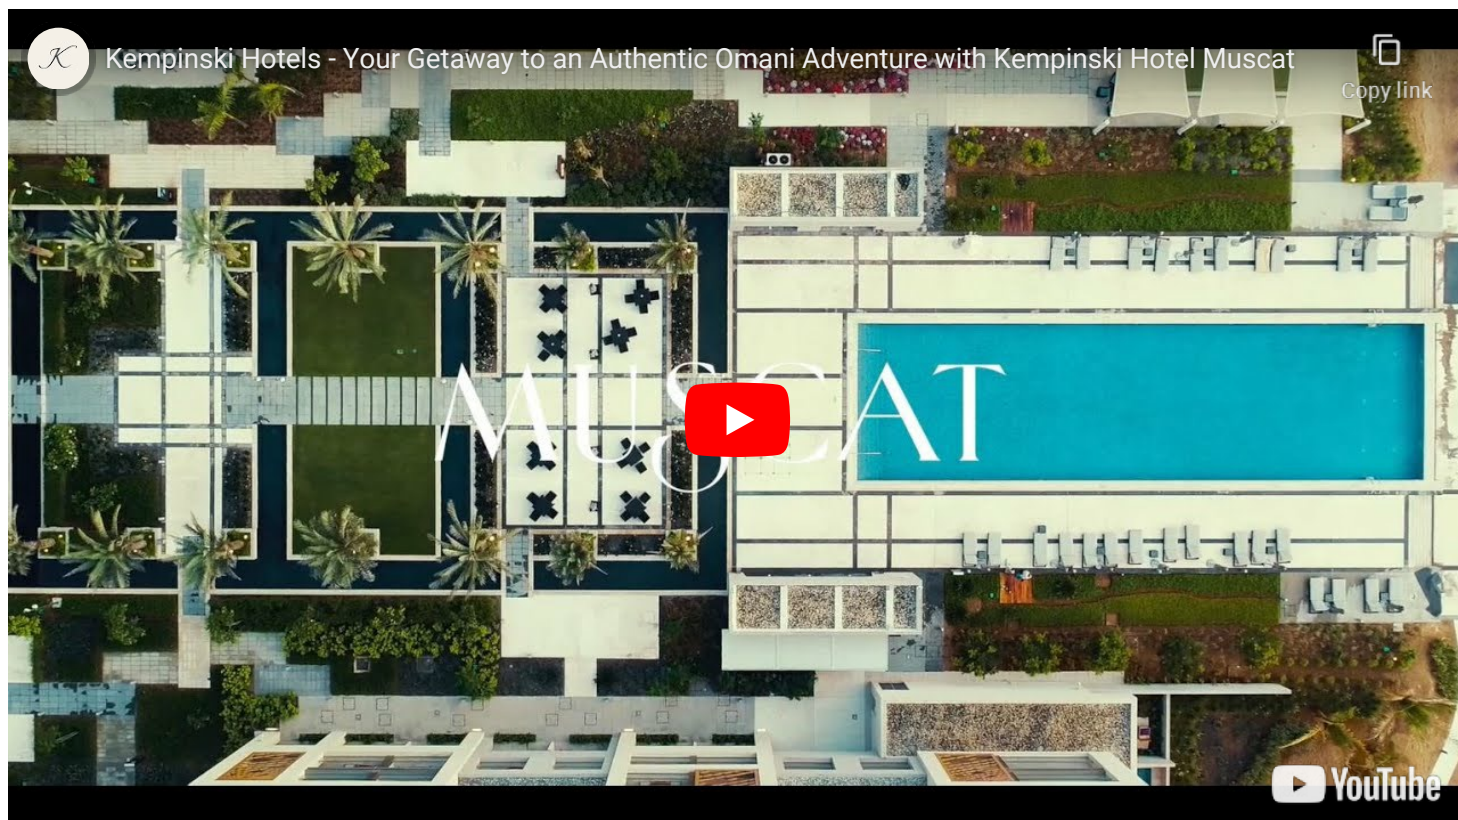 K
Kempinski Hotels - Your Getaway to an Authentic Omani Adventure with Kempinski Hotel Muscat
Copy link
MUSCAT
YouTube